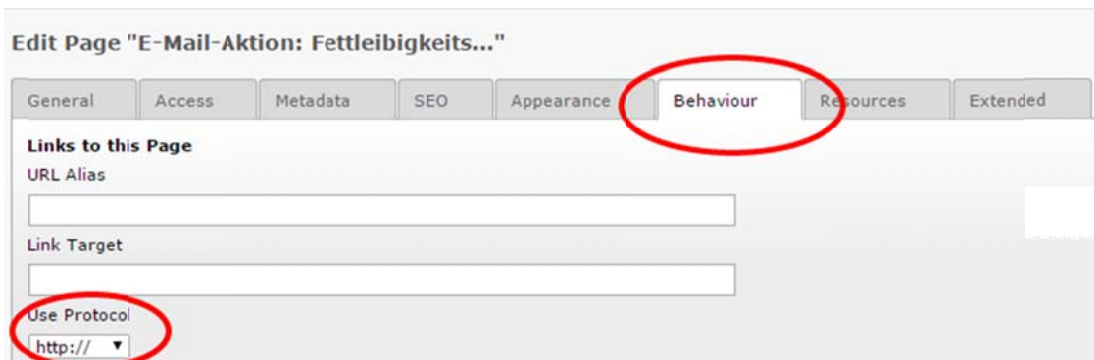 Edit Page "E-Mail-Aktion: Fettleibigkeits..."
General Access Metadata SEO Appearance Behaviour Resources Extended
Links to this Page
URL Alias
Link Target
Use Protocol
http://